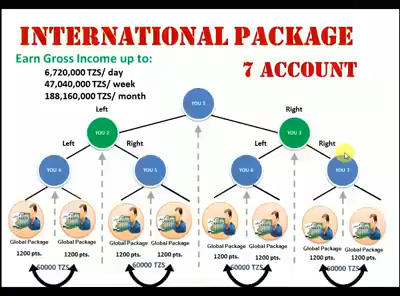 INTERNATIONAL PACKAGE
Earn Gross Income up to:
7 ACCOUNT
6,720,000 TZS/ day
47,040,000 TZS/ week
188,160,000 TZS/ month
YOU 1
Left
Right
YOU 2
YOU 3
Left
Right
Left
Right
YOU 4
YOU 5
YOU 6
YOU 7
Global Package
Global Package
Global Package
Global Package
Global Package
Global Package
Global Package
Global Package
1200 pts.
1200 pts.
1200 pts.
1200 pts.
1200 pts.
1200 pts.
1200 pts.
1200 pts.
60000 TZS
60000 TZS
60000 TZS
60000 TZS